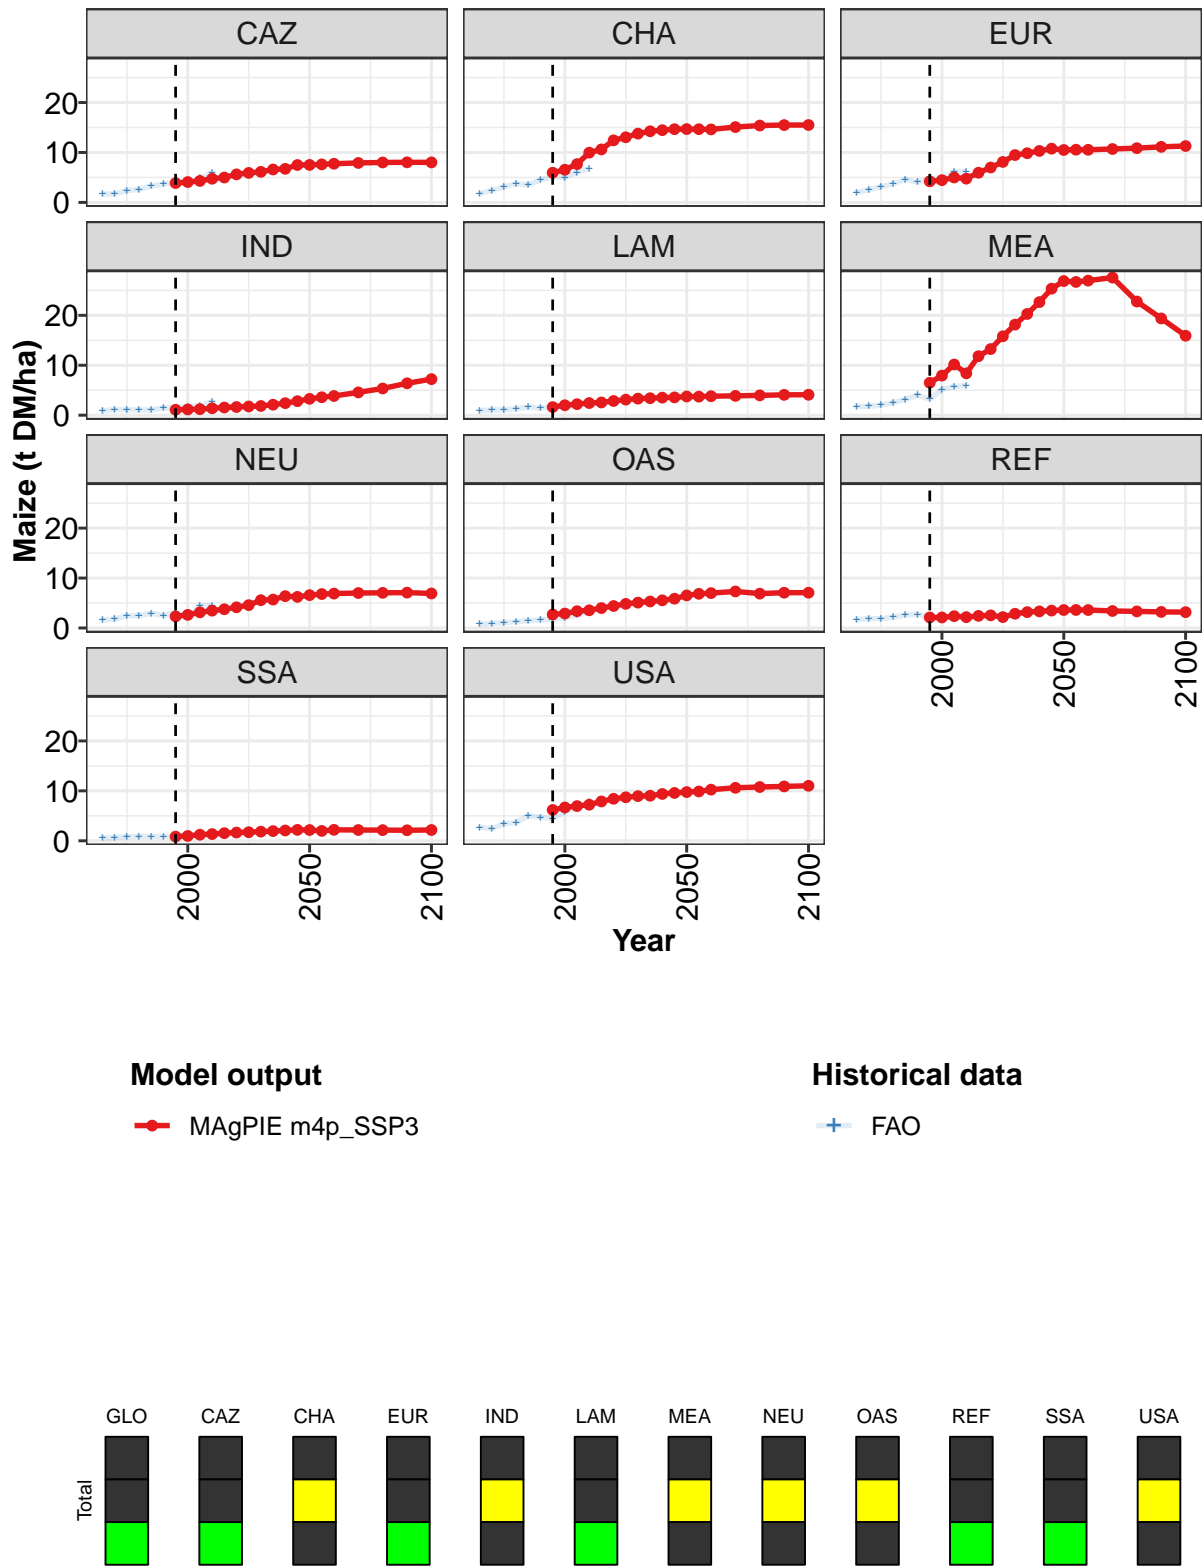 CAZ CHA EUR
20
10
0
IND LAM MEA
20
10
0
NEU OAS REF
20
10
0
SSA USA
20
10
0
2000 2050 2100
2000 2050 2100
2000 2050 2100
Maize (t DM/ha)
Year
Model output
MAgPIE m4p_SSP3
Historical data
FAO
GLO CAZ CHA EUR IND LAM MEA NEU OAS REF SSA USA
Total